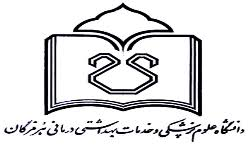 دانشگاه علوم پزشکی و خدمات بهداشتی درمانی هرمزگان